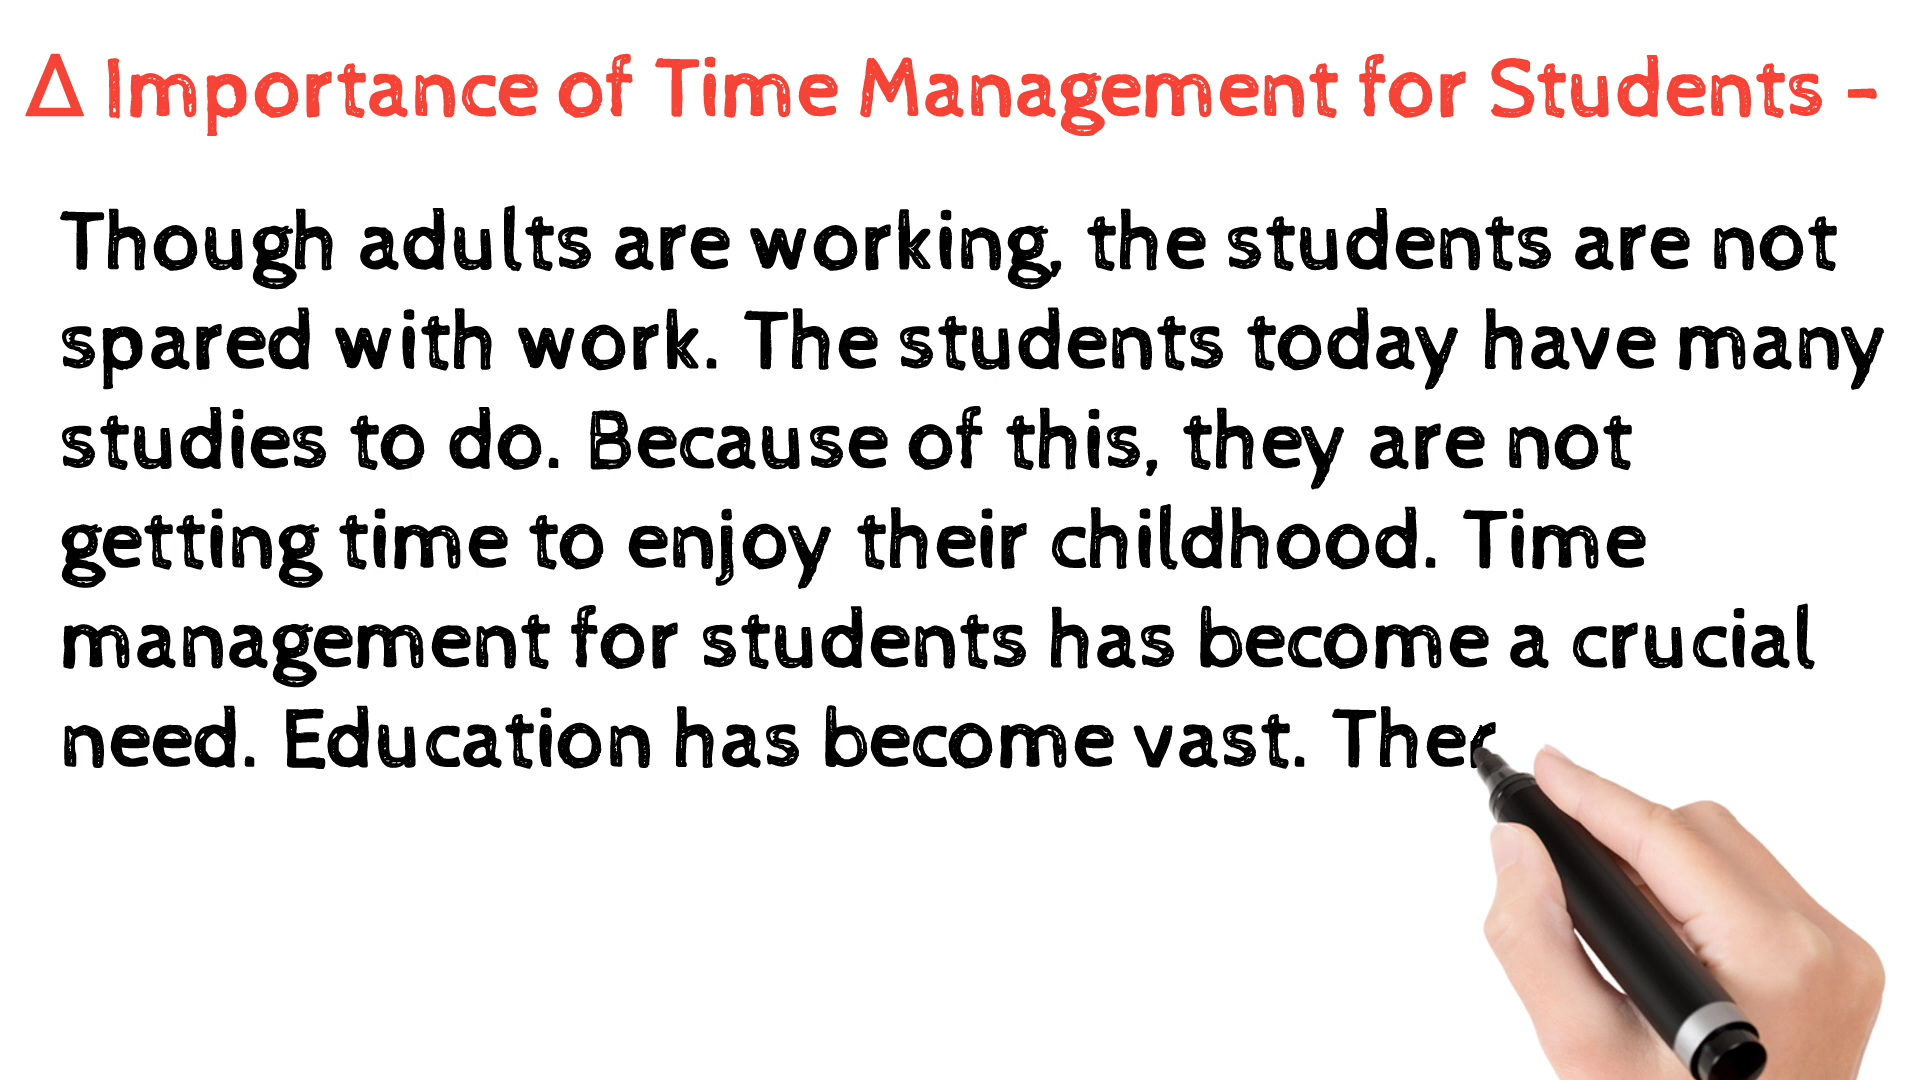 Δ Importance of Time Management for Students -
Though adults are working, the students are not
spared with work. The students today have many
studies to do. Because of this, they are not
getting time to enjoy their childhood. Time
management for students has become a crucial
need. Education has become vast. Ther